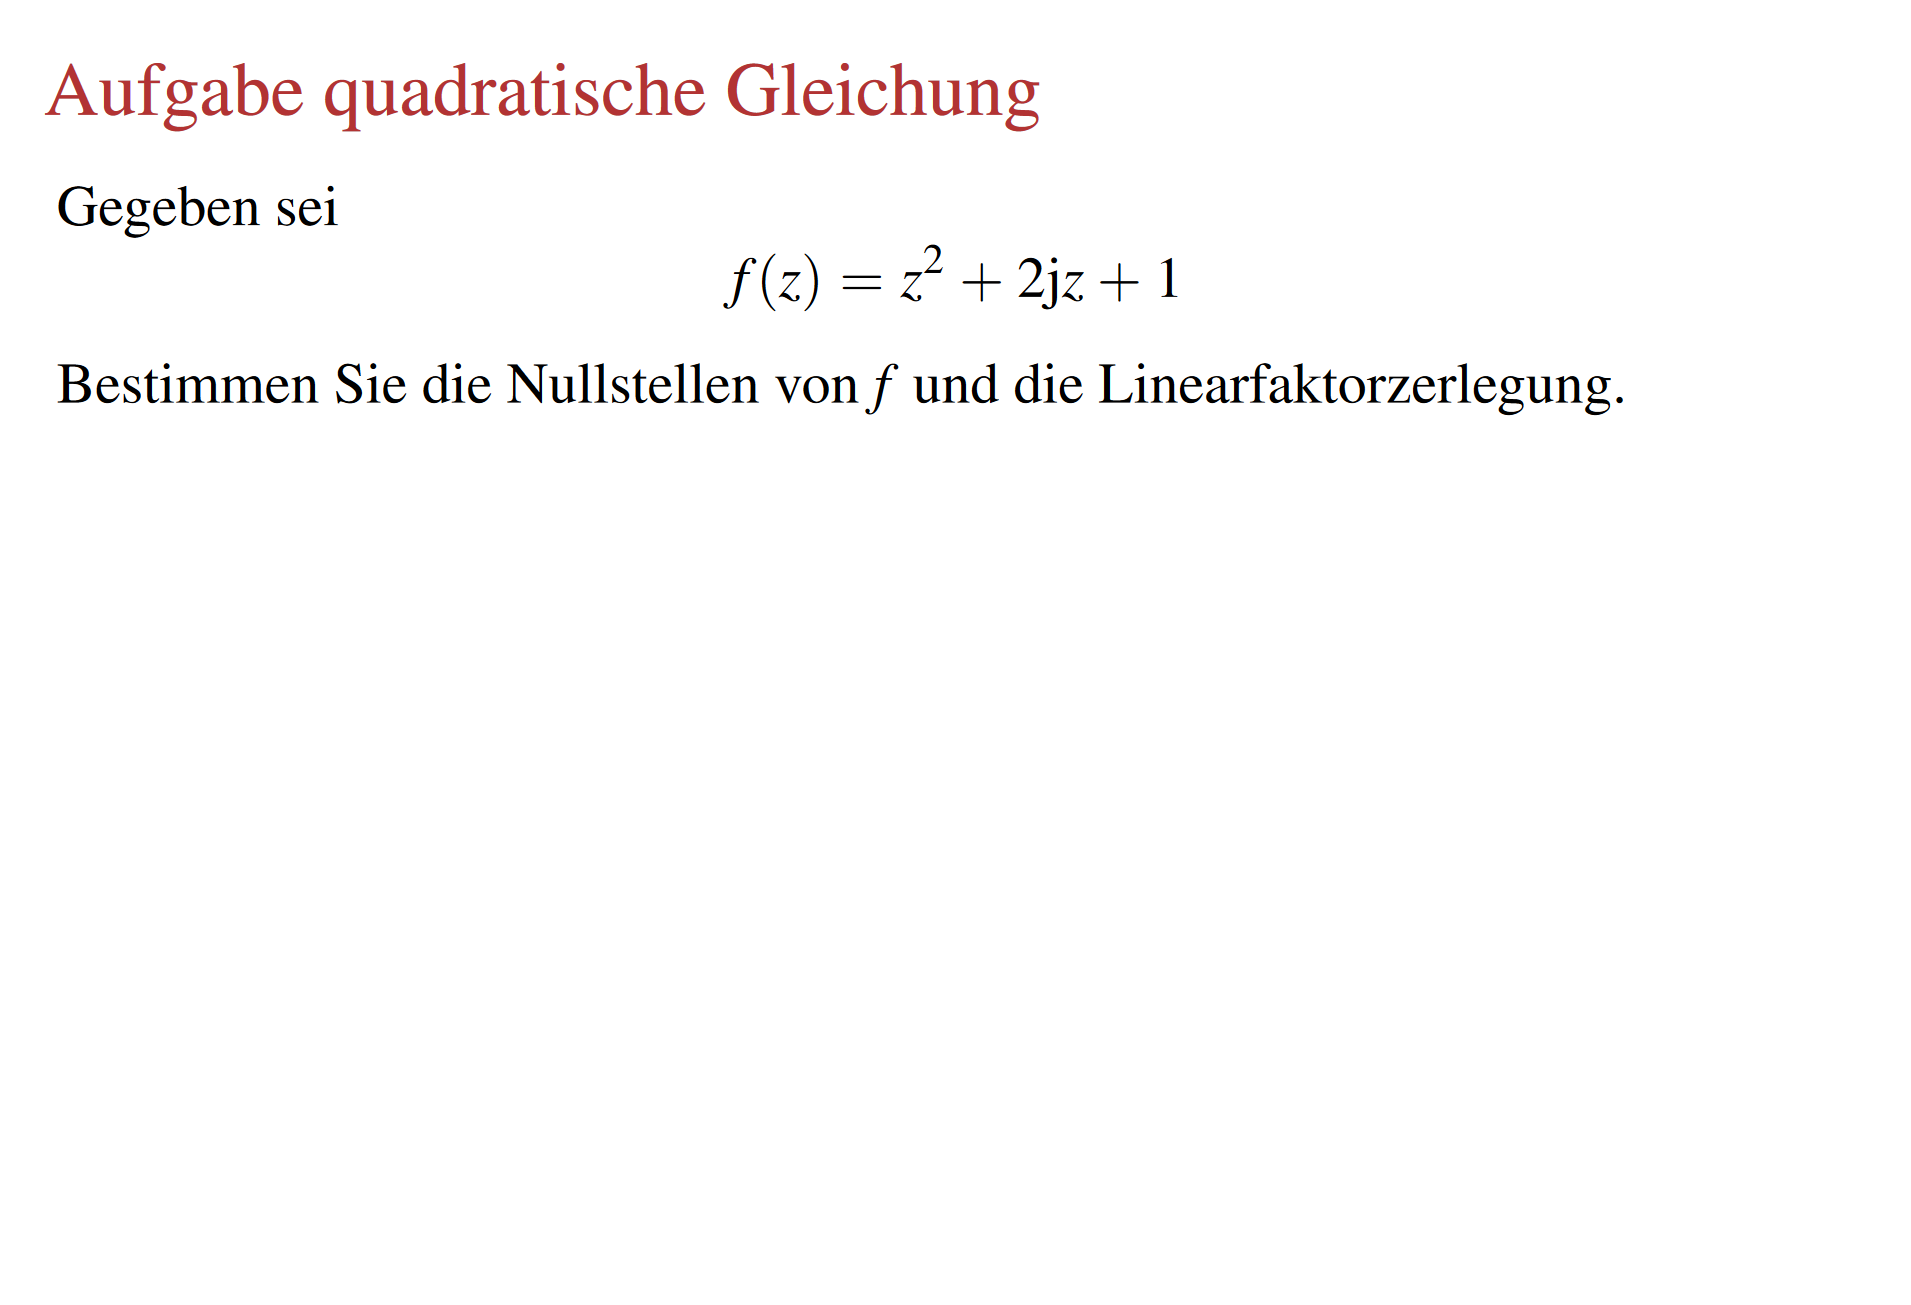 Aufgabe quadratische Gleichung
Gegeben sei
f(z) = z² + 2jz + 1
Bestimmen Sie die Nullstellen von f und die Linearfaktorzerlegung.